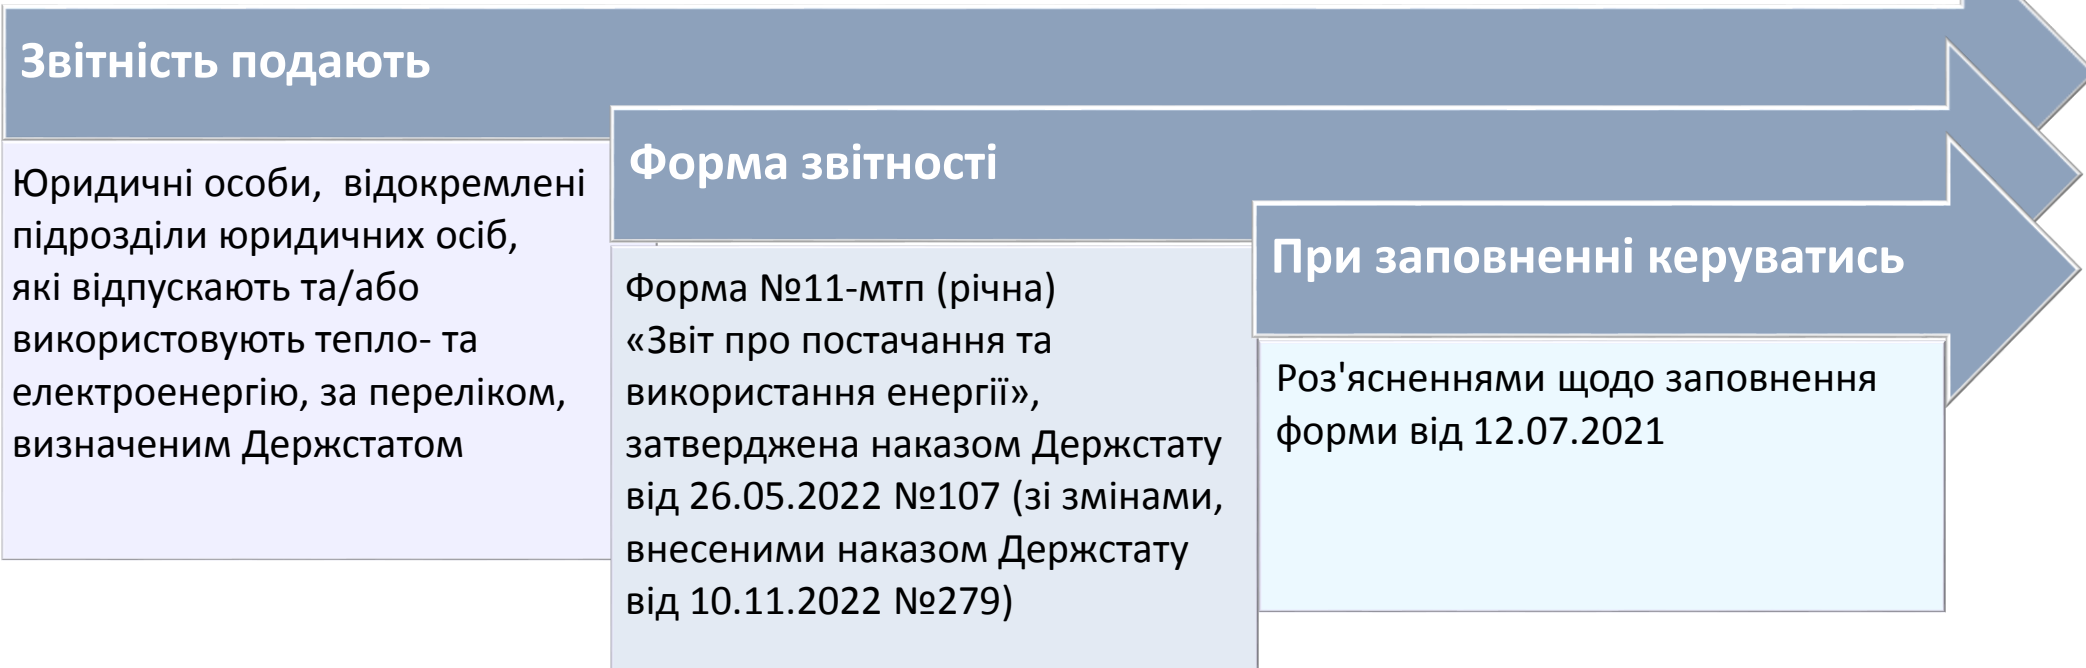 Звітність подають
Юридичні особи, відокремлені
підрозділи юридичних осіб,
які відпускають та/або
використовують тепло- та
електроенергію, за переліком,
визначеним Держстатом
Форма звітності
Форма №11-мтп (річна)
«Звіт про постачання та
використання енергії»,
затверджена наказом Держстату
від 26.05.2022 №107 (зі змінами,
внесеними наказом Держстату
від 10.11.2022 №279)
При заповненні керуватись
Роз'ясненнями щодо заповнення
форми від 12.07.2021